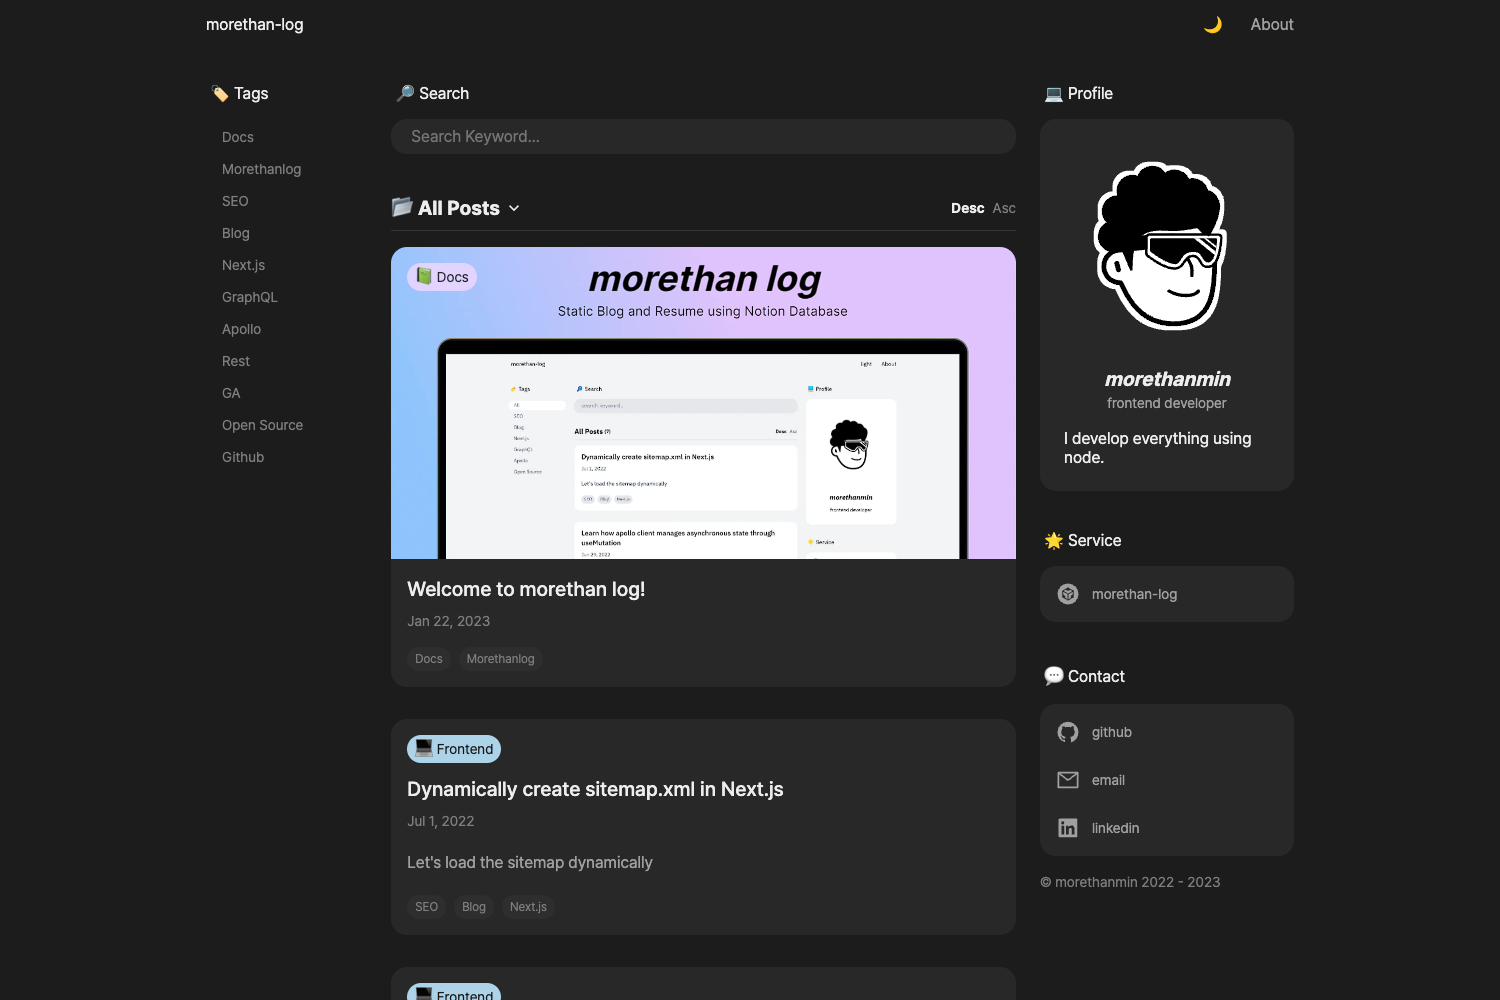 morethan-log
About
Tags
Docs
Morethanlog
SEO
Blog
Next.js
GraphQL
Apollo
Rest
GA
Open Source
Github
Search
Search Keyword...
All Posts
Desc Asc
Docs
morethan log
Static Blog and Resume using Notion Database
morethan-log
light About
Tags
All
SEO
Blog
Next.js
GraphQL
Apollo
Open Source
Search
search keyword..
All Posts (7)
Desc Asc
Dynamically create sitemap.xml in Next.js
Jul 1, 2022
Let's load the sitemap dynamically
SEO Blog Next.js
Learn how apollo client manages asynchronous state through
useMutation
Jun 29, 2022
Profile
morethanmin
frontend developer
Service
Welcome to morethan log!
Jan 22, 2023
Docs Morethanlog
Frontend
Dynamically create sitemap.xml in Next.js
Jul 1, 2022
Let's load the sitemap dynamically
SEO Blog Next.js
Frontend
Profile
morethanmin
frontend developer
I develop everything using
node.
Service
morethan-log
Contact
github
email
linkedin
© morethanmin 2022 - 2023